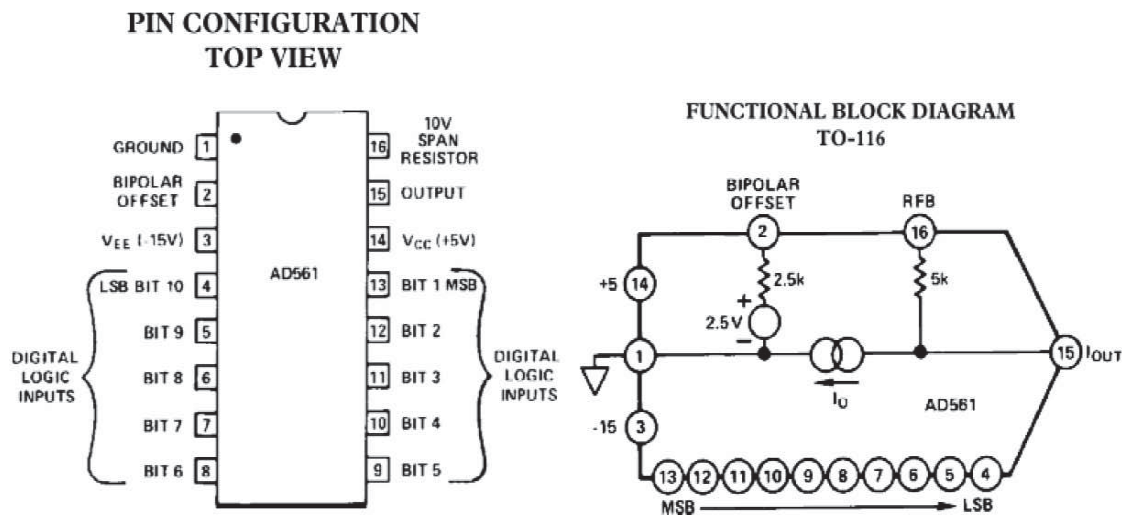 PIN CONFIGURATION
TOP VIEW
GROUND 1
BIPOLAR
OFFSET 2
VEE (-15V) 3
LSB BIT 10 4
BIT 9 5
BIT 8 6
BIT 7 7
BIT 6 8
DIGITAL
LOGIC
INPUTS
AD561
10V
SPAN
RESISTOR
16
15 OUTPUT
14 VCC (+5V)
13 BIT 1 MSB
12 BIT 2
11 BIT 3
10 BIT 4
9 BIT 5
DIGITAL
LOGIC
INPUTS
FUNCTIONAL BLOCK DIAGRAM
TO-116
BIPOLAR
OFFSET
2
RFB
16
+5 14
2.5k
5k
+
2.5V
−
1
15 IOUT
IO
AD561
-15 3
13 12 11 10 9 8 7 6 5 4
MSB LSB